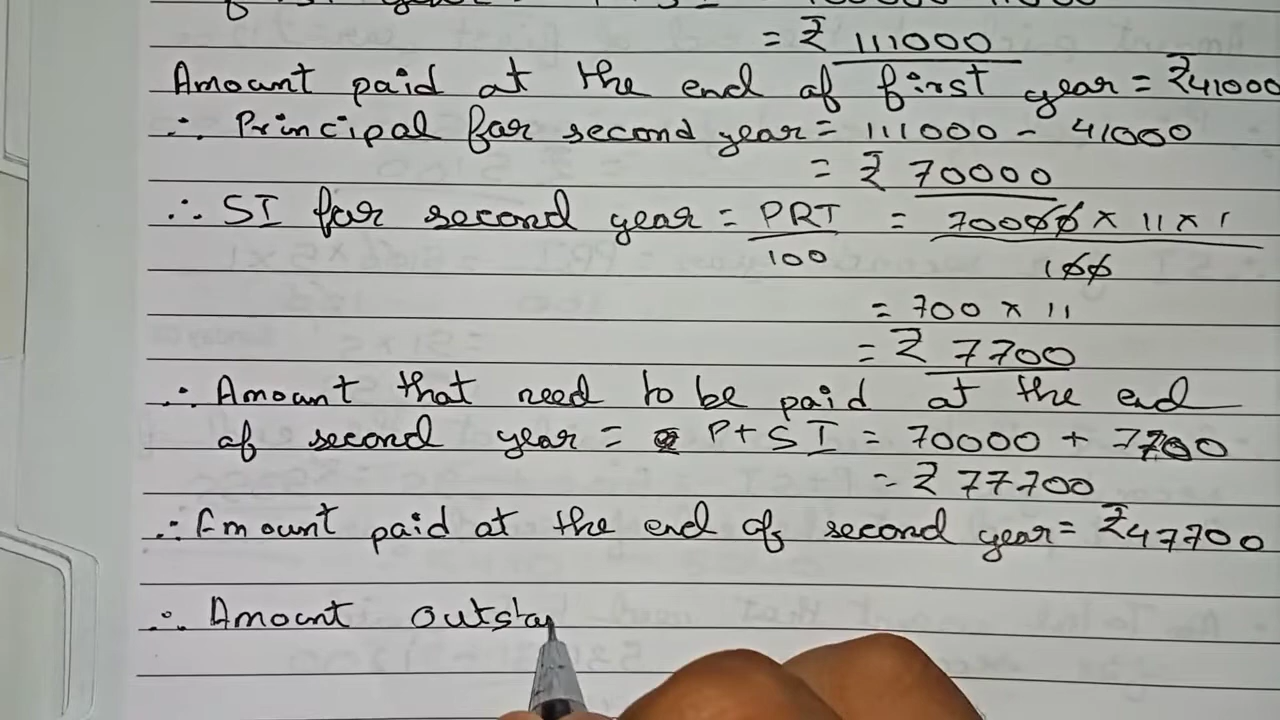 = ₹ 111000
Amount paid at the end of first year = ₹41000
∴ Principal for second year = 111000 - 41000
= ₹ 70000
∴ SI for second year = PRT/100 = 70000 × 11 × 1/100
= 700 × 11
= ₹ 7700
∴ Amount that need to be paid at the end
of second year = P+SI = 70000 + 7700
= ₹ 77700
∴ Amount paid at the end of second year = ₹47700
∴ Amount outstan